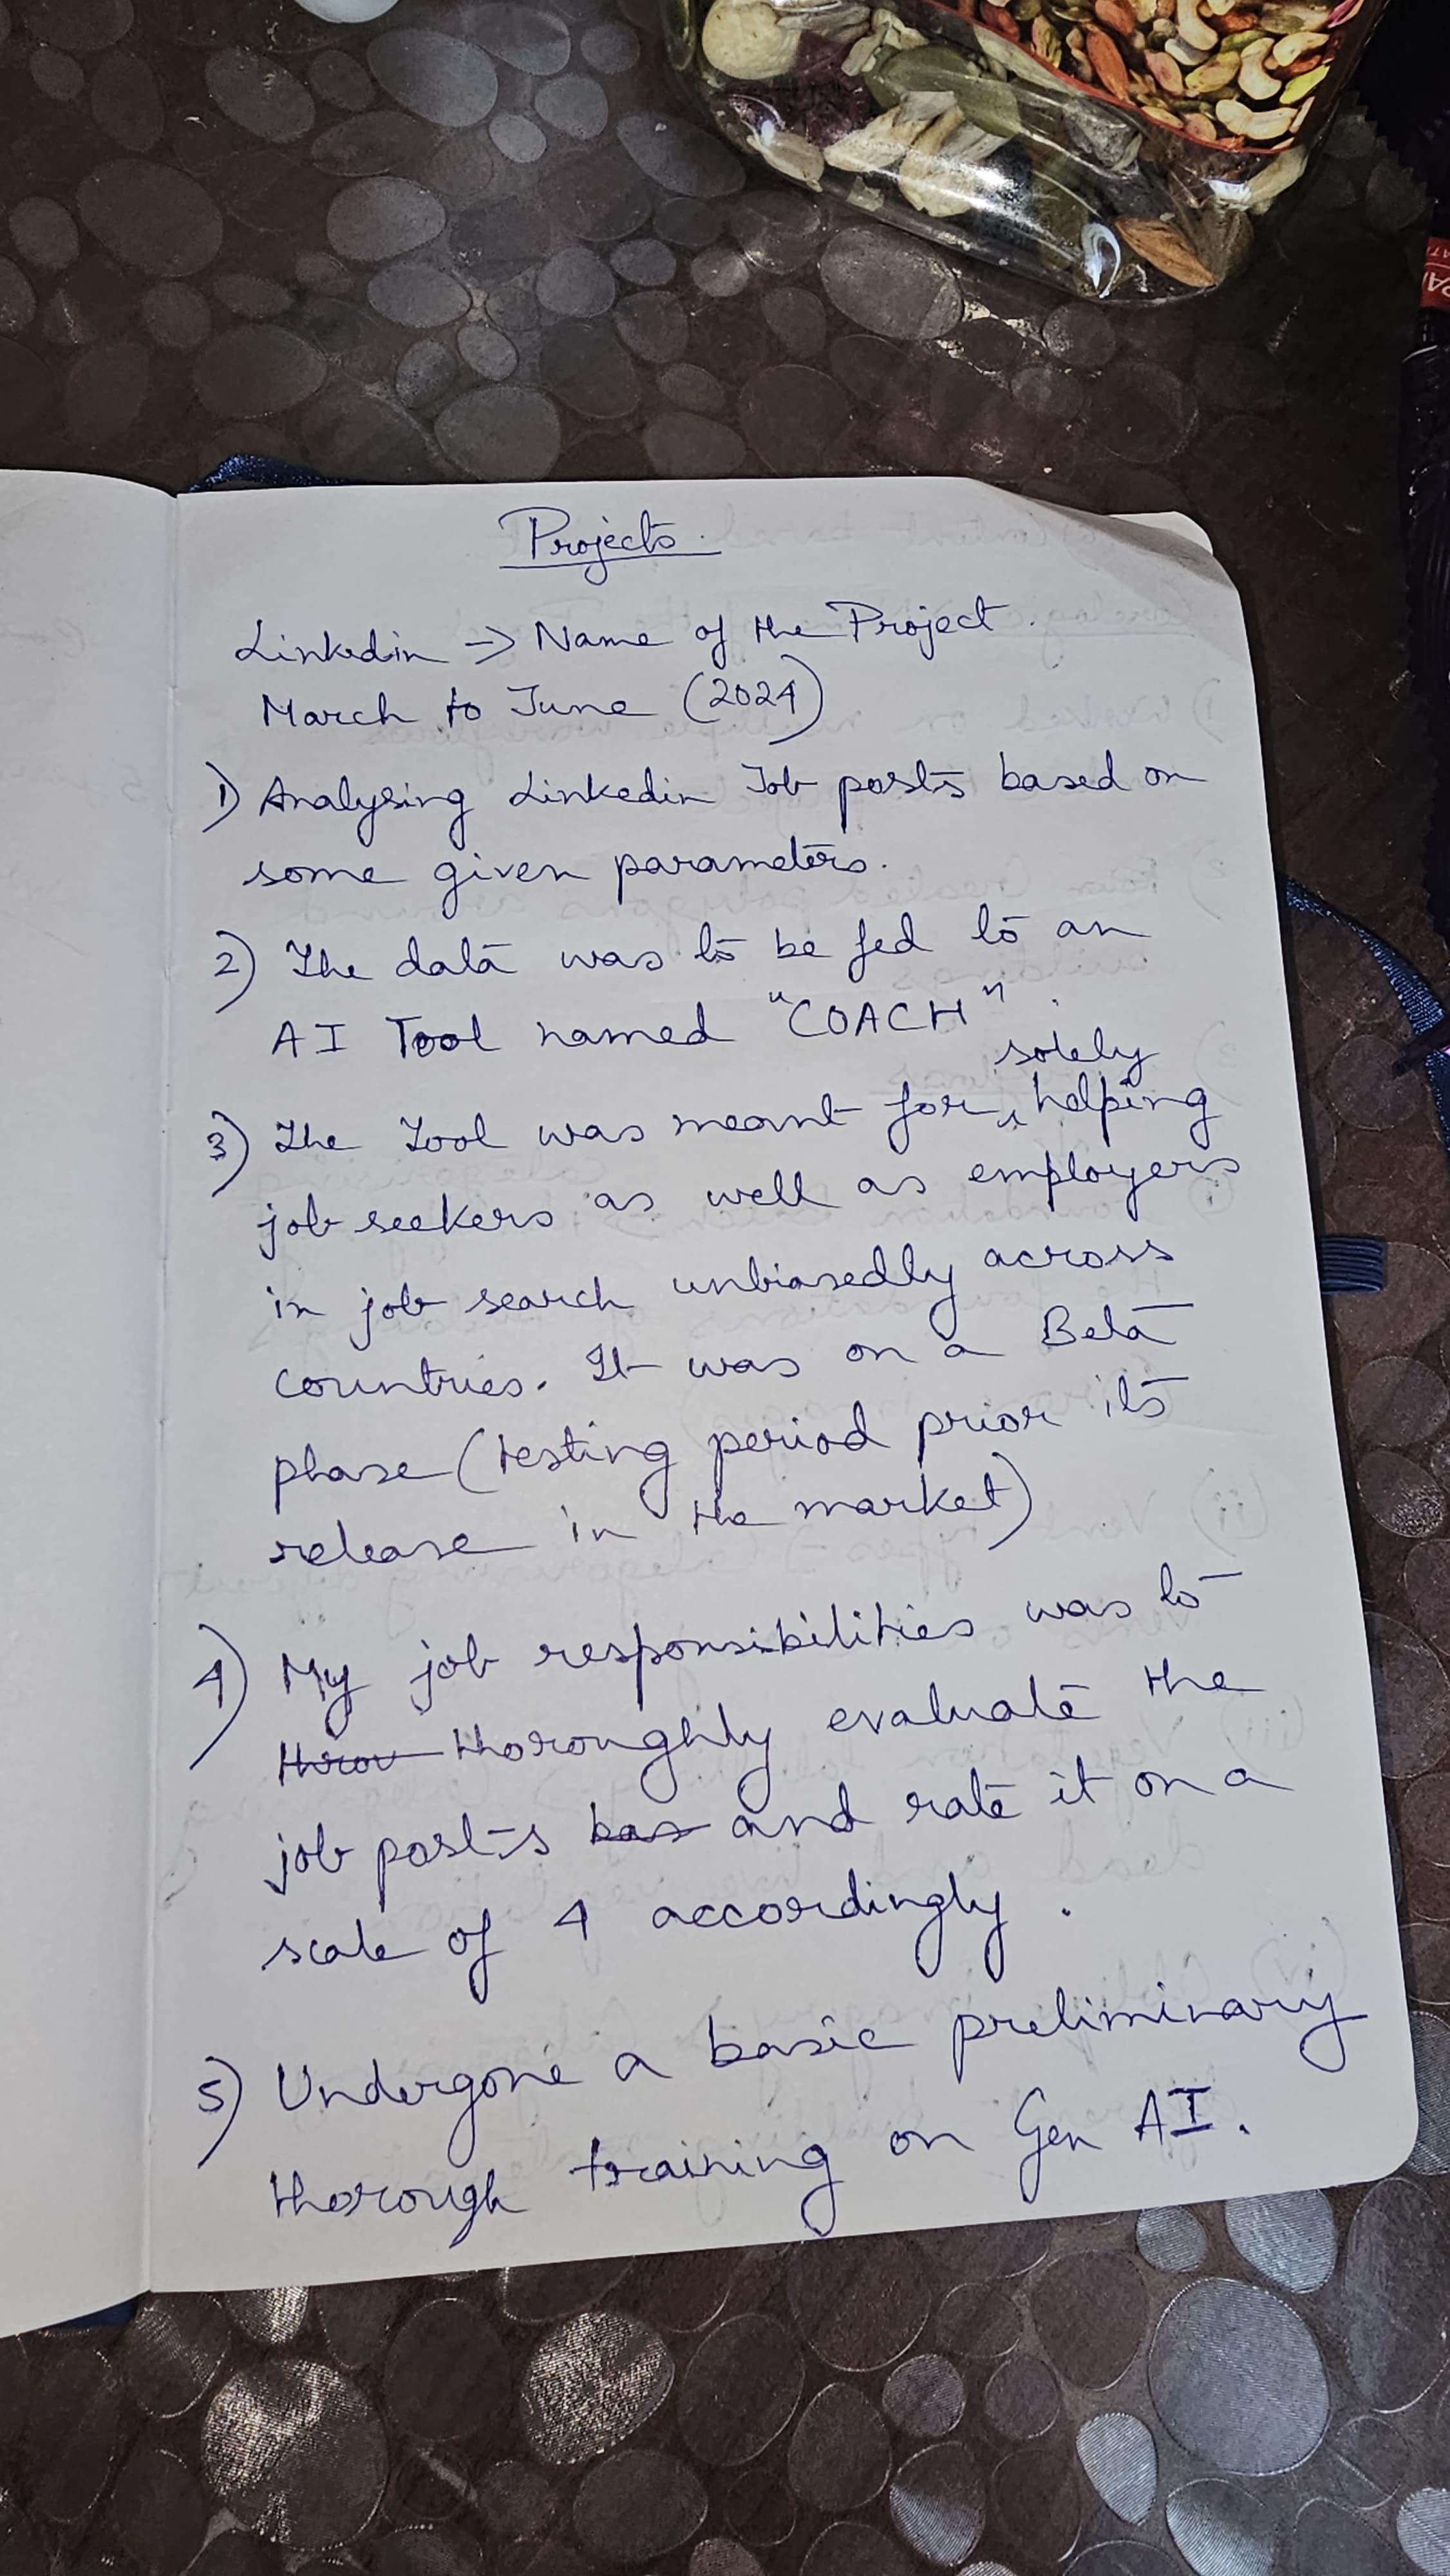 Projects.
Linkedin -> Name of the Project.
March to June (2024)
1) Analysing Linkedin Job posts based on
some given parameters.
2) The data was to be fed to an
AI Tool named "COACH".
solely
3) The Tool was meant for ^ helping
job seekers as well as employers
in job search unbiasedly across
countries. It was on a Beta
phase (testing period prior its
release in the market)
4) My job responsibilities was to
throu thoroughly evaluate the
job posts bas and rate it on a
scale of 4 accordingly.
5) Undergone a basic preliminary
thorough training on Gen AI.